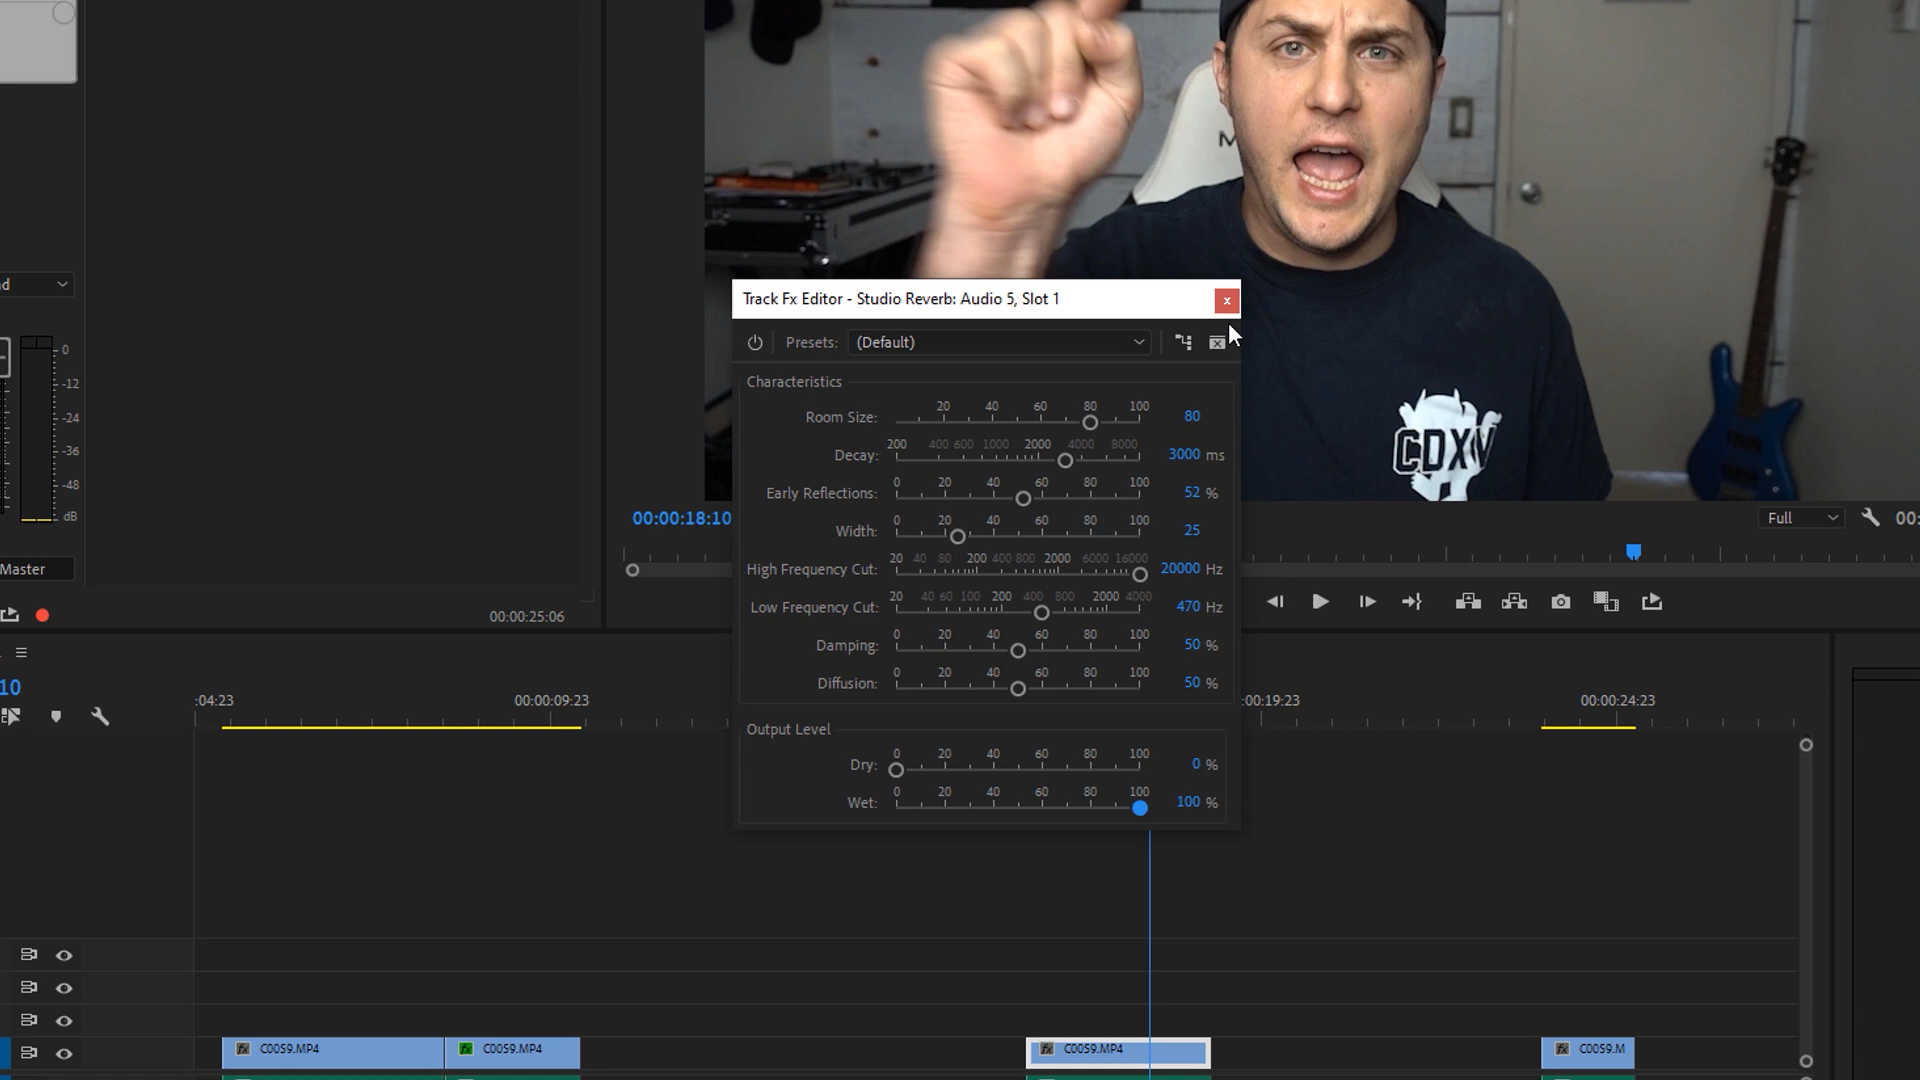 M
Track Fx Editor - Studio Reverb: Audio 5, Slot 1
x
Presets: (Default)
Characteristics
20 40 60 80 100
Room Size: 80
200 400 600 1000 2000 4000 8000
Decay: 3000 ms
0 20 40 60 80 100
Early Reflections: 52 %
0 20 40 60 80 100
Width: 25
20 40 80 200 400 800 2000 6000 16000
High Frequency Cut: 20000 Hz
20 40 60 100 200 400 800 2000 4000
Low Frequency Cut: 470 Hz
0 20 40 60 80 100
Damping: 50 %
0 20 40 60 80 100
Diffusion: 50 %
Output Level
0 20 40 60 80 100
Dry: 0 %
0 20 40 60 80 100
Wet: 100 %
CDXIV
d
0
-12
-24
-36
-48
dB
Master
00:00:25:06
00:00:18:10
Full
00:
10
:04:23
00:00:09:23
:00:19:23
00:00:24:23
fx C0059.MP4
fx C0059.MP4
fx C0059.MP4
fx C0059.M